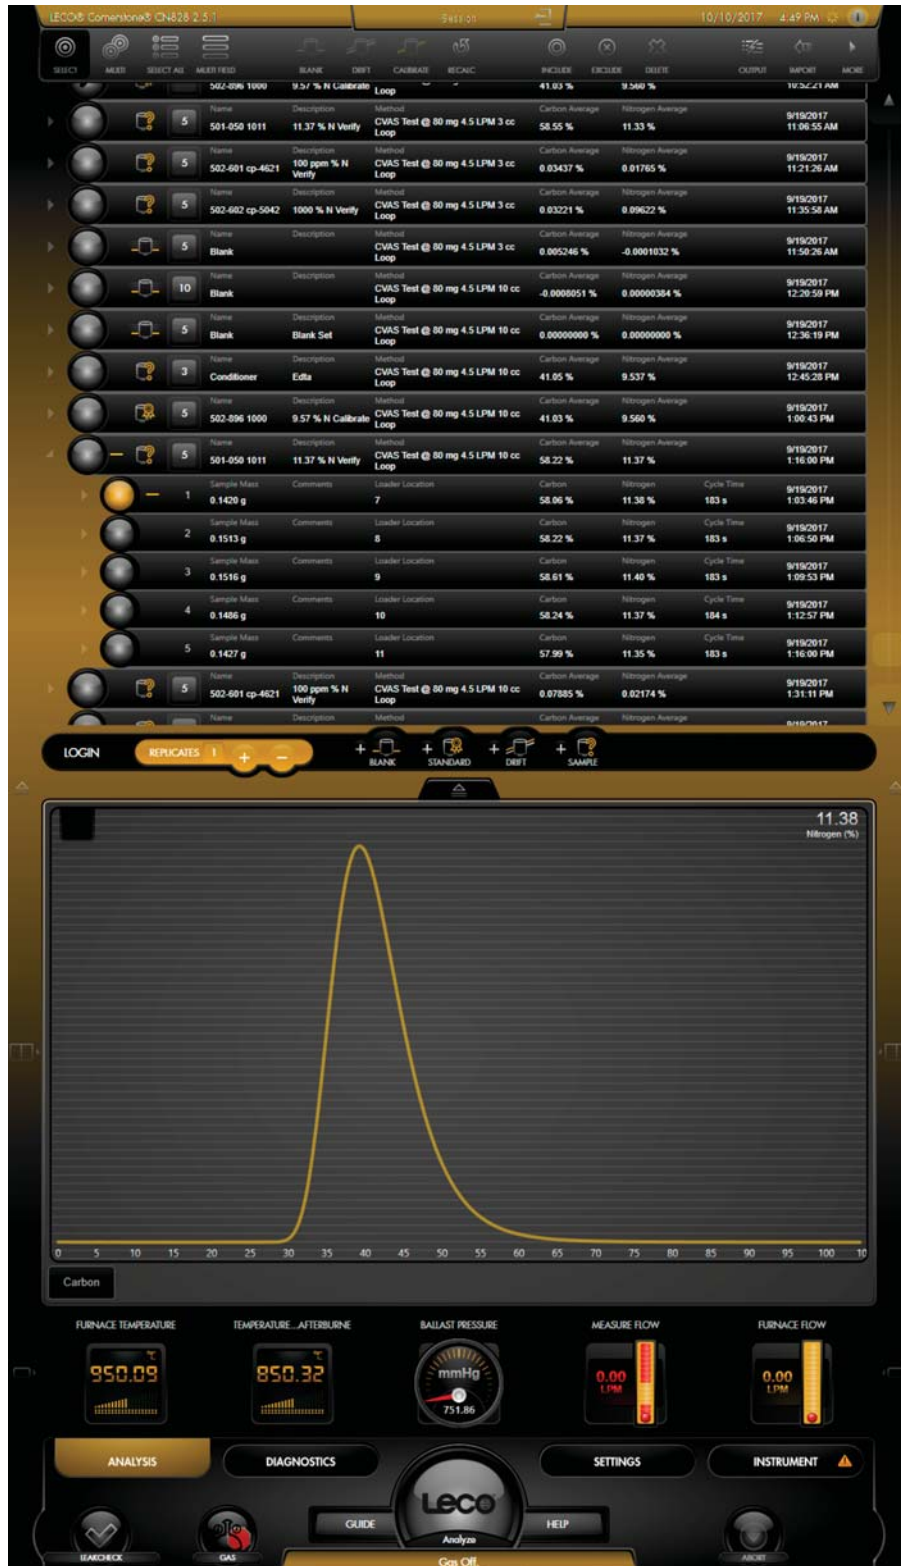 LECO® Cornerstone® CN828 2.5.1 Session 10/10/2017 4:49 PM
SELECT MULTI SELECT ALL MULTI FIELD BLANK DRIFT CALIBRATE RECALC INCLUDE EXCLUDE DELETE OUTPUT IMPORT MORE
502-896 1000 9.57 % N Calibrate Loop 41.03 % 9.560 % 10:52:21 AM
Name Description Method Carbon Average Nitrogen Average
5 501-050 1011 11.37 % N Verify CVAS Test @ 80 mg 4.5 LPM 3 cc Loop 58.55 % 11.33 % 9/19/2017 11:06:55 AM
Name Description Method Carbon Average Nitrogen Average
5 502-601 cp-4621 100 ppm % N Verify CVAS Test @ 80 mg 4.5 LPM 3 cc Loop 0.03437 % 0.01765 % 9/19/2017 11:21:26 AM
Name Description Method Carbon Average Nitrogen Average
5 502-602 cp-5042 1000 % N Verify CVAS Test @ 80 mg 4.5 LPM 3 cc Loop 0.03221 % 0.09622 % 9/19/2017 11:35:58 AM
Name Description Method Carbon Average Nitrogen Average
5 Blank CVAS Test @ 80 mg 4.5 LPM 3 cc Loop 0.005246 % -0.0001032 % 9/19/2017 11:50:26 AM
Name Description Method Carbon Average Nitrogen Average
10 Blank CVAS Test @ 80 mg 4.5 LPM 10 cc Loop -0.0008051 % 0.00000384 % 9/19/2017 12:20:59 PM
Name Description Method Carbon Average Nitrogen Average
5 Blank Blank Set CVAS Test @ 80 mg 4.5 LPM 10 cc Loop 0.00000000 % 0.00000000 % 9/19/2017 12:36:19 PM
Name Description Method Carbon Average Nitrogen Average
3 Conditioner Edta CVAS Test @ 80 mg 4.5 LPM 10 cc Loop 41.05 % 9.537 % 9/19/2017 12:45:28 PM
Name Description Method Carbon Average Nitrogen Average
5 502-896 1000 9.57 % N Calibrate CVAS Test @ 80 mg 4.5 LPM 10 cc Loop 41.03 % 9.560 % 9/19/2017 1:00:43 PM
Name Description Method Carbon Average Nitrogen Average
5 501-050 1011 11.37 % N Verify CVAS Test @ 80 mg 4.5 LPM 10 cc Loop 58.22 % 11.37 % 9/19/2017 1:16:00 PM
Sample Mass Comments Loader Location Carbon Nitrogen Cycle Time
1 0.1420 g 7 58.06 % 11.38 % 183 s 9/19/2017 1:03:46 PM
Sample Mass Comments Loader Location Carbon Nitrogen Cycle Time
2 0.1513 g 8 58.22 % 11.37 % 183 s 9/19/2017 1:06:50 PM
Sample Mass Comments Loader Location Carbon Nitrogen Cycle Time
3 0.1516 g 9 58.61 % 11.40 % 183 s 9/19/2017 1:09:53 PM
Sample Mass Comments Loader Location Carbon Nitrogen Cycle Time
4 0.1486 g 10 58.24 % 11.37 % 184 s 9/19/2017 1:12:57 PM
Sample Mass Comments Loader Location Carbon Nitrogen Cycle Time
5 0.1427 g 11 57.99 % 11.35 % 183 s 9/19/2017 1:16:00 PM
Name Description Method Carbon Average Nitrogen Average
5 502-601 cp-4621 100 ppm % N Verify CVAS Test @ 80 mg 4.5 LPM 10 cc Loop 0.07885 % 0.02174 % 9/19/2017 1:31:11 PM
Name Description Method Carbon Average Nitrogen Average 9/19/2017
LOGIN REPLICATES 1 + − + BLANK + STANDARD + DRIFT + SAMPLE
11.38
Nitrogen (%)
0 5 10 15 20 25 30 35 40 45 50 55 60 65 70 75 80 85 90 95 100 10
Carbon
FURNACE TEMPERATURE TEMPERATURE...AFTERBURNE BALLAST PRESSURE MEASURE FLOW FURNACE FLOW
°C °C
950.09 850.32 mmHg 0.00 0.00
LPM LPM
751.86
ANALYSIS DIAGNOSTICS SETTINGS INSTRUMENT
LECO
GUIDE HELP
Analyze
LEAKCHECK GAS ABORT
Gas Off.